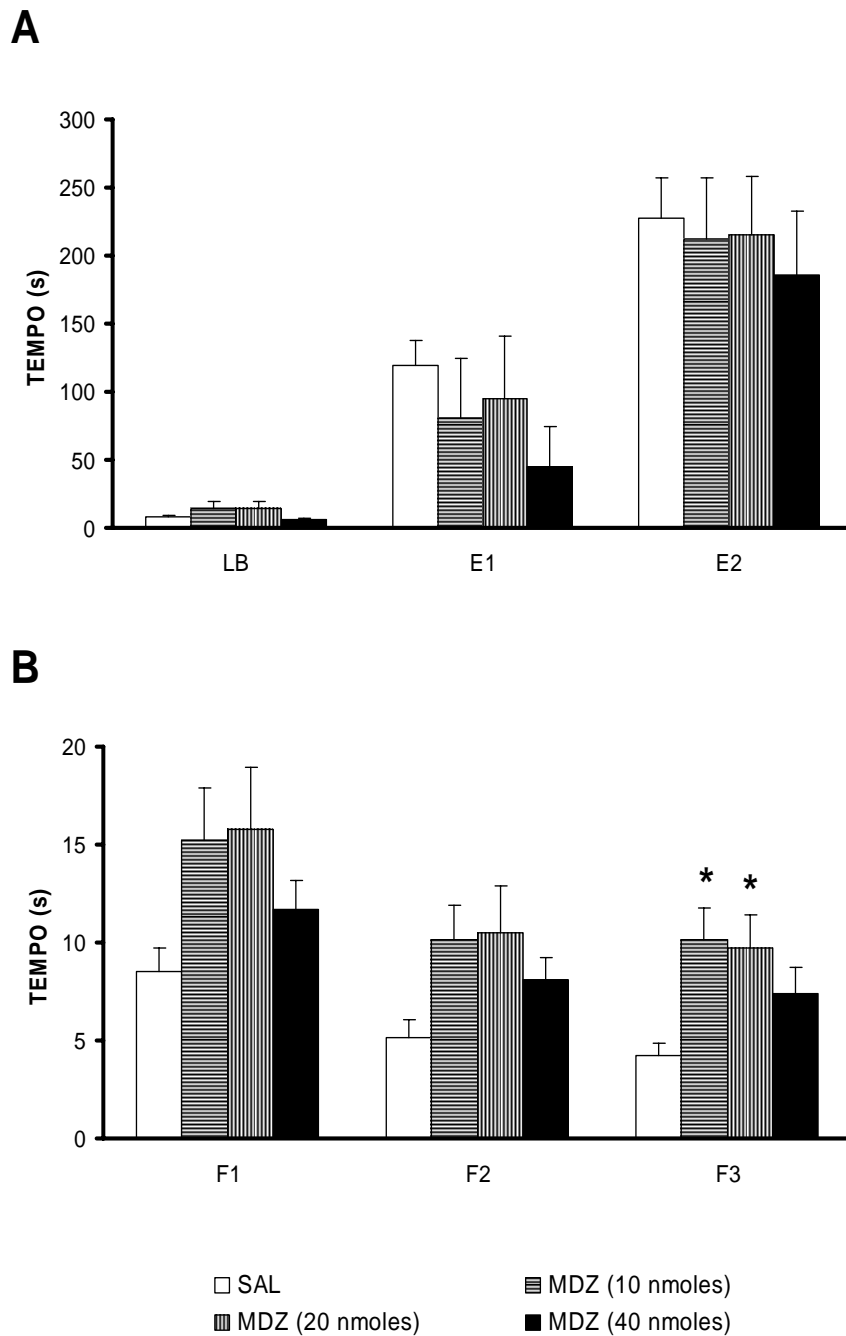 A
300
250
200
150
100
50
0
TEMPO (s)
LB E1 E2
B
20
15
10
5
0
TEMPO (s)
* *
F1 F2 F3
SAL MDZ (10 nmoles)
MDZ (20 nmoles) MDZ (40 nmoles)